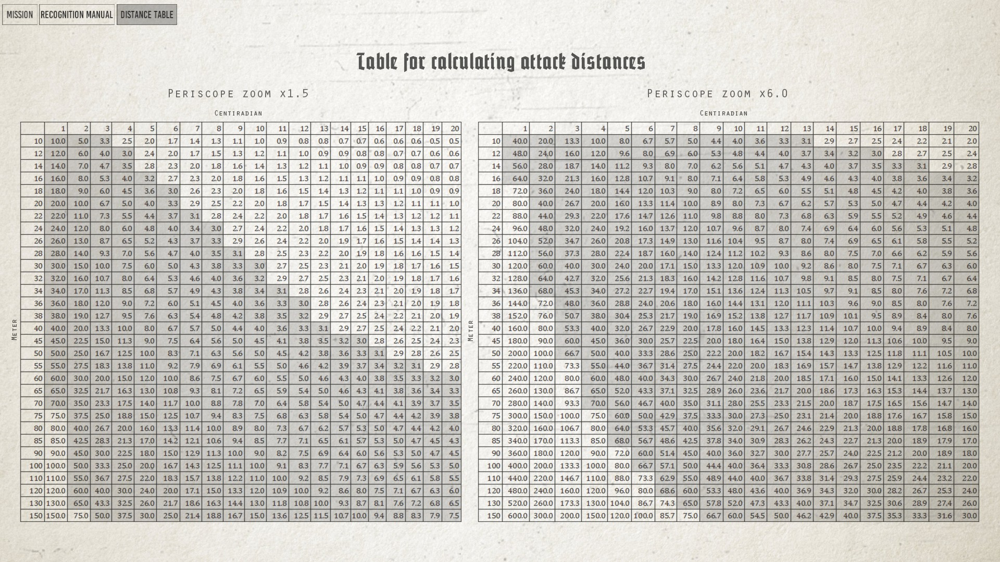 MISSION RECOGNITION MANUAL DISTANCE TABLE
Table for calculating attack distances
PERISCOPE ZOOM X1.5
CENTIRADIAN
1 2 3 4 5 6 7 8 9 10 11 12 13 14 15 16 17 18 19 20
10 10.0 5.0 3.3 2.5 2.0 1.7 1.4 1.3 1.1 1.0 0.9 0.8 0.8 0.7 0.7 0.6 0.6 0.6 0.5 0.5
12 12.0 6.0 4.0 3.0 2.4 2.0 1.7 1.5 1.3 1.2 1.1 1.0 0.9 0.9 0.8 0.8 0.7 0.7 0.6 0.6
14 14.0 7.0 4.7 3.5 2.8 2.3 2.0 1.8 1.6 1.4 1.3 1.2 1.1 1.0 0.9 0.9 0.8 0.8 0.7 0.7
16 16.0 8.0 5.3 4.0 3.2 2.7 2.3 2.0 1.8 1.6 1.5 1.3 1.2 1.1 1.1 1.0 0.9 0.9 0.8 0.8
18 18.0 9.0 6.0 4.5 3.6 3.0 2.6 2.3 2.0 1.8 1.6 1.5 1.4 1.3 1.2 1.1 1.1 1.0 0.9 0.9
20 20.0 10.0 6.7 5.0 4.0 3.3 2.9 2.5 2.2 2.0 1.8 1.7 1.5 1.4 1.3 1.3 1.2 1.1 1.1 1.0
22 22.0 11.0 7.3 5.5 4.4 3.7 3.1 2.8 2.4 2.2 2.0 1.8 1.7 1.6 1.5 1.4 1.3 1.2 1.2 1.1
24 24.0 12.0 8.0 6.0 4.8 4.0 3.4 3.0 2.7 2.4 2.2 2.0 1.8 1.7 1.6 1.5 1.4 1.3 1.3 1.2
26 26.0 13.0 8.7 6.5 5.2 4.3 3.7 3.3 2.9 2.6 2.4 2.2 2.0 1.9 1.7 1.6 1.5 1.4 1.4 1.3
28 28.0 14.0 9.3 7.0 5.6 4.7 4.0 3.5 3.1 2.8 2.5 2.3 2.2 2.0 1.9 1.8 1.6 1.6 1.5 1.4
30 30.0 15.0 10.0 7.5 6.0 5.0 4.3 3.8 3.3 3.0 2.7 2.5 2.3 2.1 2.0 1.9 1.8 1.7 1.6 1.5
32 32.0 16.0 10.7 8.0 6.4 5.3 4.6 4.0 3.6 3.2 2.9 2.7 2.5 2.3 2.1 2.0 1.9 1.8 1.7 1.6
34 34.0 17.0 11.3 8.5 6.8 5.7 4.9 4.3 3.8 3.4 3.1 2.8 2.6 2.4 2.3 2.1 2.0 1.9 1.8 1.7
36 36.0 18.0 12.0 9.0 7.2 6.0 5.1 4.5 4.0 3.6 3.3 3.0 2.8 2.6 2.4 2.3 2.1 2.0 1.9 1.8
38 38.0 19.0 12.7 9.5 7.6 6.3 5.4 4.8 4.2 3.8 3.5 3.2 2.9 2.7 2.5 2.4 2.2 2.1 2.0 1.9
40 40.0 20.0 13.3 10.0 8.0 6.7 5.7 5.0 4.4 4.0 3.6 3.3 3.1 2.9 2.7 2.5 2.4 2.2 2.1 2.0
45 45.0 22.5 15.0 11.3 9.0 7.5 6.4 5.6 5.0 4.5 4.1 3.8 3.5 3.2 3.0 2.8 2.6 2.5 2.4 2.3
50 50.0 25.0 16.7 12.5 10.0 8.3 7.1 6.3 5.6 5.0 4.5 4.2 3.8 3.6 3.3 3.1 2.9 2.8 2.6 2.5
55 55.0 27.5 18.3 13.8 11.0 9.2 7.9 6.9 6.1 5.5 5.0 4.6 4.2 3.9 3.7 3.4 3.2 3.1 2.9 2.8
60 60.0 30.0 20.0 15.0 12.0 10.0 8.6 7.5 6.7 6.0 5.5 5.0 4.6 4.3 4.0 3.8 3.5 3.3 3.2 3.0
65 65.0 32.5 21.7 16.3 13.0 10.8 9.3 8.1 7.2 6.5 5.9 5.4 5.0 4.6 4.3 4.1 3.8 3.6 3.4 3.3
70 70.0 35.0 23.3 17.5 14.0 11.7 10.0 8.8 7.8 7.0 6.4 5.8 5.4 5.0 4.7 4.4 4.1 3.9 3.7 3.5
75 75.0 37.5 25.0 18.8 15.0 12.5 10.7 9.4 8.3 7.5 6.8 6.3 5.8 5.4 5.0 4.7 4.4 4.2 3.9 3.8
80 80.0 40.0 26.7 20.0 16.0 13.3 11.4 10.0 8.9 8.0 7.3 6.7 6.2 5.7 5.3 5.0 4.7 4.4 4.2 4.0
85 85.0 42.5 28.3 21.3 17.0 14.2 12.1 10.6 9.4 8.5 7.7 7.1 6.5 6.1 5.7 5.3 5.0 4.7 4.5 4.3
90 90.0 45.0 30.0 22.5 18.0 15.0 12.9 11.3 10.0 9.0 8.2 7.5 6.9 6.4 6.0 5.6 5.3 5.0 4.7 4.5
100 100.0 50.0 33.3 25.0 20.0 16.7 14.3 12.5 11.1 10.0 9.1 8.3 7.7 7.1 6.7 6.3 5.9 5.6 5.3 5.0
110 110.0 55.0 36.7 27.5 22.0 18.3 15.7 13.8 12.2 11.0 10.0 9.2 8.5 7.9 7.3 6.9 6.5 6.1 5.8 5.5
120 120.0 60.0 40.0 30.0 24.0 20.0 17.1 15.0 13.3 12.0 10.9 10.0 9.2 8.6 8.0 7.5 7.1 6.7 6.3 6.0
130 130.0 65.0 43.3 32.5 26.0 21.7 18.6 16.3 14.4 13.0 11.8 10.8 10.0 9.3 8.7 8.1 7.6 7.2 6.8 6.5
150 150.0 75.0 50.0 37.5 30.0 25.0 21.4 18.8 16.7 15.0 13.6 12.5 11.5 10.7 10.0 9.4 8.8 8.3 7.9 7.5
METER
PERISCOPE ZOOM X6.0
CENTIRADIAN
1 2 3 4 5 6 7 8 9 10 11 12 13 14 15 16 17 18 19 20
10 40.0 20.0 13.3 10.0 8.0 6.7 5.7 5.0 4.4 4.0 3.6 3.3 3.1 2.9 2.7 2.5 2.4 2.2 2.1 2.0
12 48.0 24.0 16.0 12.0 9.6 8.0 6.9 6.0 5.3 4.8 4.4 4.0 3.7 3.4 3.2 3.0 2.8 2.7 2.5 2.4
14 56.0 28.0 18.7 14.0 11.2 9.3 8.0 7.0 6.2 5.6 5.1 4.7 4.3 4.0 3.7 3.5 3.3 3.1 2.9 2.8
16 64.0 32.0 21.3 16.0 12.8 10.7 9.1 8.0 7.1 6.4 5.8 5.3 4.9 4.6 4.3 4.0 3.8 3.6 3.4 3.2
18 72.0 36.0 24.0 18.0 14.4 12.0 10.3 9.0 8.0 7.2 6.5 6.0 5.5 5.1 4.8 4.5 4.2 4.0 3.8 3.6
20 80.0 40.0 26.7 20.0 16.0 13.3 11.4 10.0 8.9 8.0 7.3 6.7 6.2 5.7 5.3 5.0 4.7 4.4 4.2 4.0
22 88.0 44.0 29.3 22.0 17.6 14.7 12.6 11.0 9.8 8.8 8.0 7.3 6.8 6.3 5.9 5.5 5.2 4.9 4.6 4.4
24 96.0 48.0 32.0 24.0 19.2 16.0 13.7 12.0 10.7 9.6 8.7 8.0 7.4 6.9 6.4 6.0 5.6 5.3 5.1 4.8
26 104.0 52.0 34.7 26.0 20.8 17.3 14.9 13.0 11.6 10.4 9.5 8.7 8.0 7.4 6.9 6.5 6.1 5.8 5.5 5.2
28 112.0 56.0 37.3 28.0 22.4 18.7 16.0 14.0 12.4 11.2 10.2 9.3 8.6 8.0 7.5 7.0 6.6 6.2 5.9 5.6
30 120.0 60.0 40.0 30.0 24.0 20.0 17.1 15.0 13.3 12.0 10.9 10.0 9.2 8.6 8.0 7.5 7.1 6.7 6.3 6.0
32 128.0 64.0 42.7 32.0 25.6 21.3 18.3 16.0 14.2 12.8 11.6 10.7 9.8 9.1 8.5 8.0 7.5 7.1 6.7 6.4
34 136.0 68.0 45.3 34.0 27.2 22.7 19.4 17.0 15.1 13.6 12.4 11.3 10.5 9.7 9.1 8.5 8.0 7.6 7.2 6.8
36 144.0 72.0 48.0 36.0 28.8 24.0 20.6 18.0 16.0 14.4 13.1 12.0 11.1 10.3 9.6 9.0 8.5 8.0 7.6 7.2
38 152.0 76.0 50.7 38.0 30.4 25.3 21.7 19.0 16.9 15.2 13.8 12.7 11.7 10.9 10.1 9.5 8.9 8.4 8.0 7.6
40 160.0 80.0 53.3 40.0 32.0 26.7 22.9 20.0 17.8 16.0 14.5 13.3 12.3 11.4 10.7 10.0 9.4 8.9 8.4 8.0
45 180.0 90.0 60.0 45.0 36.0 30.0 25.7 22.5 20.0 18.0 16.4 15.0 13.8 12.9 12.0 11.3 10.6 10.0 9.5 9.0
50 200.0 100.0 66.7 50.0 40.0 33.3 28.6 25.0 22.2 20.0 18.2 16.7 15.4 14.3 13.3 12.5 11.8 11.1 10.5 10.0
55 220.0 110.0 73.3 55.0 44.0 36.7 31.4 27.5 24.4 22.0 20.0 18.3 16.9 15.7 14.7 13.8 12.9 12.2 11.6 11.0
60 240.0 120.0 80.0 60.0 48.0 40.0 34.3 30.0 26.7 24.0 21.8 20.0 18.5 17.1 16.0 15.0 14.1 13.3 12.6 12.0
65 260.0 130.0 86.7 65.0 52.0 43.3 37.1 32.5 28.9 26.0 23.6 21.7 20.0 18.6 17.3 16.3 15.3 14.4 13.7 13.0
70 280.0 140.0 93.3 70.0 56.0 46.7 40.0 35.0 31.1 28.0 25.5 23.3 21.5 20.0 18.7 17.5 16.5 15.6 14.7 14.0
75 300.0 150.0 100.0 75.0 60.0 50.0 42.9 37.5 33.3 30.0 27.3 25.0 23.1 21.4 20.0 18.8 17.6 16.7 15.8 15.0
80 320.0 160.0 106.7 80.0 64.0 53.3 45.7 40.0 35.6 32.0 29.1 26.7 24.6 22.9 21.3 20.0 18.8 17.8 16.8 16.0
85 340.0 170.0 113.3 85.0 68.0 56.7 48.6 42.5 37.8 34.0 30.9 28.3 26.2 24.3 22.7 21.3 20.0 18.9 17.9 17.0
90 360.0 180.0 120.0 90.0 72.0 60.0 51.4 45.0 40.0 36.0 32.7 30.0 27.7 25.7 24.0 22.5 21.2 20.0 18.9 18.0
100 400.0 200.0 133.3 100.0 80.0 66.7 57.1 50.0 44.4 40.0 36.4 33.3 30.8 28.6 26.7 25.0 23.5 22.2 21.1 20.0
110 440.0 220.0 146.7 110.0 88.0 73.3 62.9 55.0 48.9 44.0 40.0 36.7 33.8 31.4 29.3 27.5 25.9 24.4 23.2 22.0
120 480.0 240.0 160.0 120.0 96.0 80.0 68.6 60.0 53.3 48.0 43.6 40.0 36.9 34.3 32.0 30.0 28.2 26.7 25.3 24.0
130 520.0 260.0 173.3 130.0 104.0 86.7 74.3 65.0 57.8 52.0 47.3 43.3 40.0 37.1 34.7 32.5 30.6 28.9 27.4 26.0
150 600.0 300.0 200.0 150.0 120.0 100.0 85.7 75.0 66.7 60.0 54.5 50.0 46.2 42.9 40.0 37.5 35.3 33.3 31.6 30.0
METER